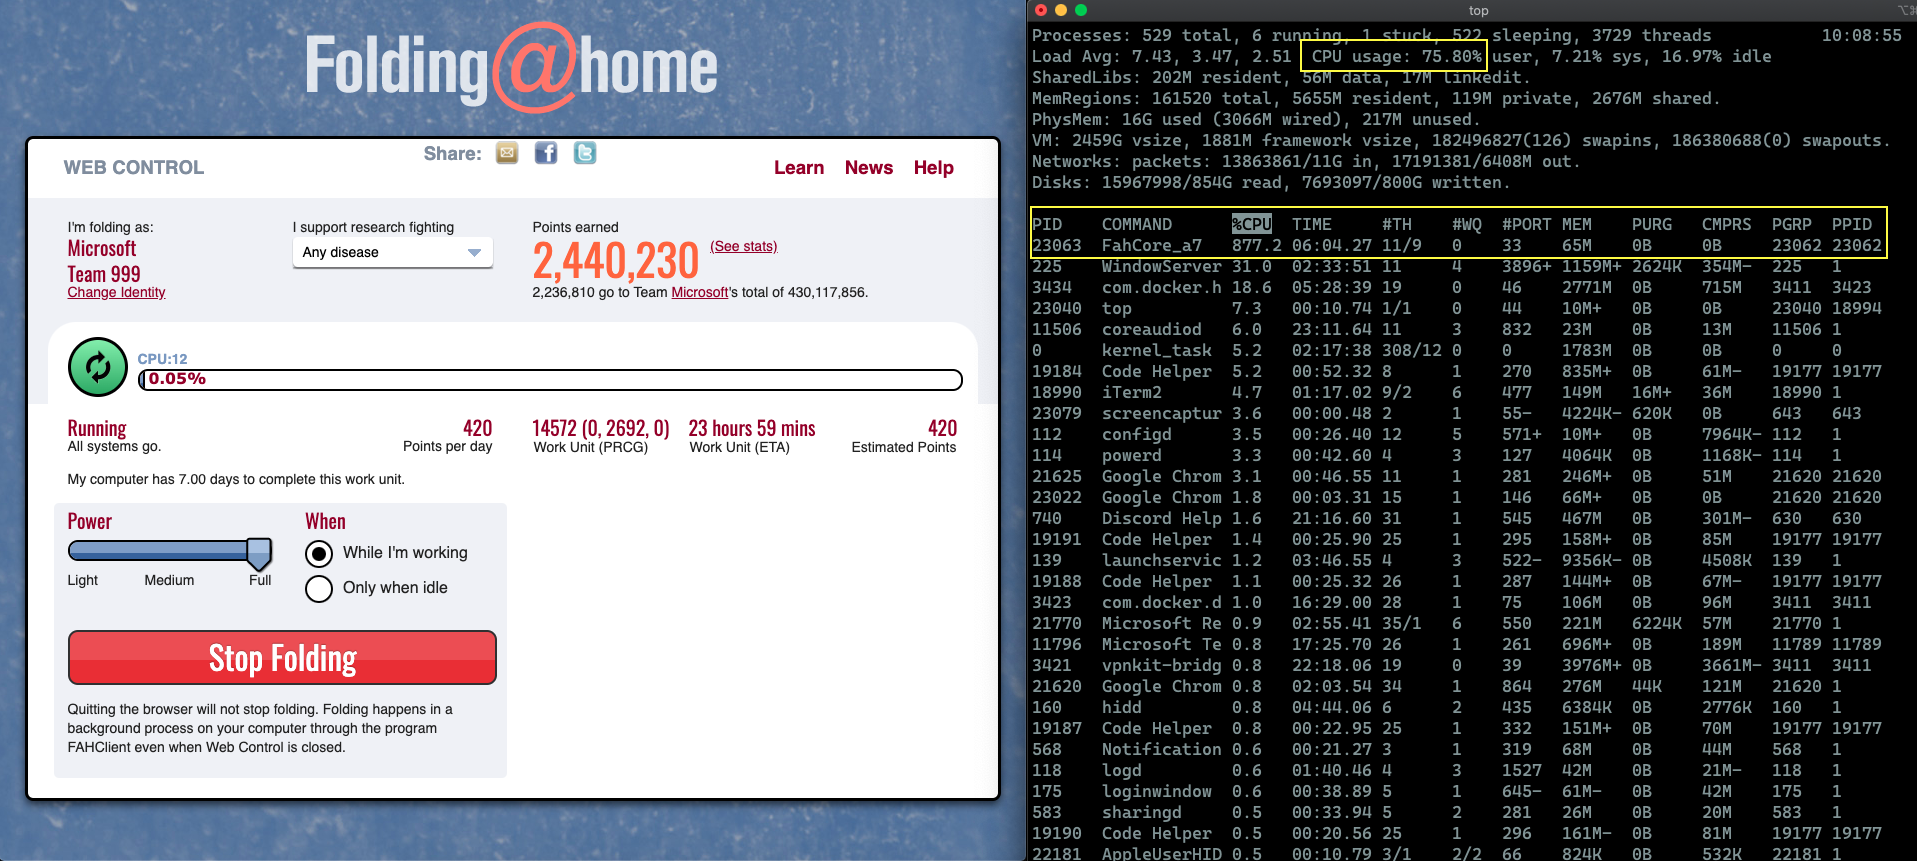 Folding@home
WEB CONTROL
Share:
Learn News Help
I'm folding as:
Microsoft
Team 999
Change Identity
I support research fighting
Any disease
Points earned
2,440,230 (See stats)
2,236,810 go to Team Microsoft's total of 430,117,856.
CPU:12
0.05%
Running
All systems go.
420
Points per day
14572 (0, 2692, 0)
Work Unit (PRCG)
23 hours 59 mins
Work Unit (ETA)
420
Estimated Points
My computer has 7.00 days to complete this work unit.
Power
Light Medium Full
When
While I'm working
Only when idle
Stop Folding
Quitting the browser will not stop folding. Folding happens in a
background process on your computer through the program
FAHClient even when Web Control is closed.
top
Processes: 529 total, 6 running, 1 stuck, 522 sleeping, 3729 threads 10:08:55
Load Avg: 7.43, 3.47, 2.51 CPU usage: 75.80% user, 7.21% sys, 16.97% idle
SharedLibs: 202M resident, 56M data, 17M linkedit.
MemRegions: 161520 total, 5655M resident, 119M private, 2676M shared.
PhysMem: 16G used (3066M wired), 217M unused.
VM: 2459G vsize, 1881M framework vsize, 182496827(126) swapins, 186380688(0) swapouts.
Networks: packets: 13863861/11G in, 17191381/6408M out.
Disks: 15967998/854G read, 7693097/800G written.
PID COMMAND %CPU TIME #TH #WQ #PORT MEM PURG CMPRS PGRP PPID
23063 FahCore_a7 877.2 06:04.27 11/9 0 33 65M 0B 0B 23062 23062
225 WindowServer 31.0 02:33:51 11 4 3896+ 1159M+ 2624K 354M- 225 1
3434 com.docker.h 18.6 05:28:39 19 0 46 2771M 0B 715M 3411 3423
23040 top 7.3 00:10.74 1/1 0 44 10M+ 0B 0B 23040 18994
11506 coreaudiod 6.0 23:11.64 11 3 832 23M 0B 13M 11506 1
0 kernel_task 5.2 02:17:38 308/12 0 0 1783M 0B 0B 0 0
19184 Code Helper 5.2 00:52.32 8 1 270 835M+ 0B 61M- 19177 19177
18990 iTerm2 4.7 01:17.02 9/2 6 477 149M 16M+ 36M 18990 1
23079 screencaptur 3.6 00:00.48 2 1 55- 4224K- 620K 0B 643 643
112 configd 3.5 00:26.40 12 5 571+ 10M+ 0B 7964K- 112 1
114 powerd 3.3 00:42.60 4 3 127 4064K 0B 1168K- 114 1
21625 Google Chrom 3.1 00:46.55 11 1 281 246M+ 0B 51M 21620 21620
23022 Google Chrom 1.8 00:03.31 15 1 146 66M+ 0B 0B 21620 21620
740 Discord Help 1.6 21:16.60 31 1 545 467M 0B 301M- 630 630
19191 Code Helper 1.4 00:25.90 25 1 295 158M+ 0B 85M 19177 19177
139 launchservic 1.2 03:46.55 4 3 522- 9356K- 0B 4508K 139 1
19188 Code Helper 1.1 00:25.32 26 1 287 144M+ 0B 67M- 19177 19177
3423 com.docker.d 1.0 16:29.00 28 1 75 106M 0B 96M 3411 3411
21770 Microsoft Re 0.9 02:55.41 35/1 6 550 221M 6224K 57M 21770 1
11796 Microsoft Te 0.8 17:25.70 26 1 261 696M+ 0B 189M 11789 11789
3421 vpnkit-bridg 0.8 22:18.06 19 0 39 3976M+ 0B 3661M- 3411 3411
21620 Google Chrom 0.8 02:03.54 34 1 864 276M 44K 121M 21620 1
160 hidd 0.8 04:44.06 6 2 435 6384K 0B 2776K 160 1
19187 Code Helper 0.8 00:22.95 25 1 332 151M+ 0B 70M 19177 19177
568 Notification 0.6 00:21.27 3 1 319 68M 0B 44M 568 1
118 logd 0.6 01:40.46 4 3 1527 42M 0B 21M- 118 1
175 loginwindow 0.6 00:38.89 5 1 645- 61M- 0B 42M 175 1
583 sharingd 0.5 00:33.94 5 2 281 26M 0B 20M 583 1
19190 Code Helper 0.5 00:20.56 25 1 296 161M- 0B 81M 19177 19177
22181 AppleUserHID 0.5 00:10.79 3/1 2/2 66 824K 0B 532K 22181 1